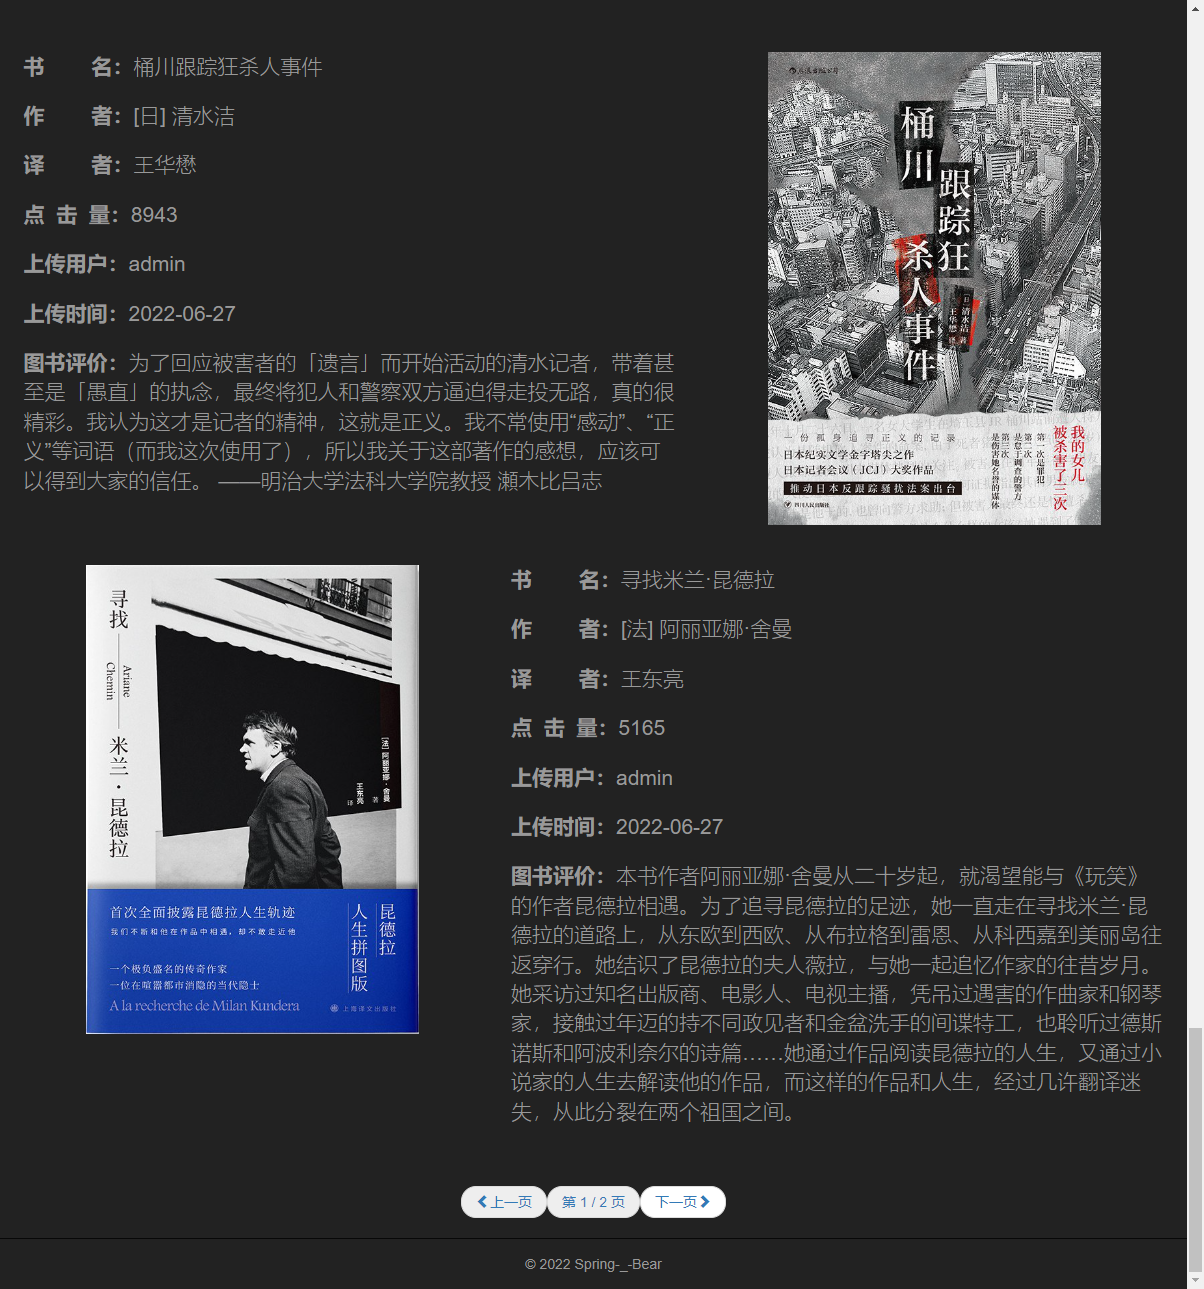 书 名：桶川跟踪狂杀人事件
作 者：[日] 清水洁
译 者：王华懋
点 击 量：8943
上传用户：admin
上传时间：2022-06-27
图书评价：为了回应被害者的「遗言」而开始活动的清水记者，带着甚
至是「愚直」的执念，最终将犯人和警察双方逼迫得走投无路，真的很
精彩。我认为这才是记者的精神，这就是正义。我不常使用“感动”、“正
义”等词语（而我这次使用了），所以我关于这部著作的感想，应该可
以得到大家的信任。 ——明治大学法科大学院教授 瀬木比吕志
桶川
跟踪狂
杀人事件
[日] 清水洁 著
王华懋 译
一份孤身追寻正义的记录
日本纪实文学金字塔尖之作
日本记者会议（JCJ）大奖作品
推动日本反跟踪骚扰法案出台
四川人民出版社
我的女儿
被杀害了三次
第一次是罪犯
第二次
是怠于调查的警方
第三次
是伤害她名誉的媒体
寻找
Ariane
Chemin
米兰·昆德拉
[法] 阿丽亚娜·舍曼 著
王东亮 译
首次全面披露昆德拉人生轨迹
我们不断和他在作品中相遇，却不敢走近他
一个极负盛名的传奇作家
一位在喧嚣都市消隐的当代隐士
A la recherche de Milan Kundera
昆德拉
人生拼图版
上海译文出版社
书 名：寻找米兰·昆德拉
作 者：[法] 阿丽亚娜·舍曼
译 者：王东亮
点 击 量：5165
上传用户：admin
上传时间：2022-06-27
图书评价：本书作者阿丽亚娜·舍曼从二十岁起，就渴望能与《玩笑》
的作者昆德拉相遇。为了追寻昆德拉的足迹，她一直走在寻找米兰·昆
德拉的道路上，从东欧到西欧、从布拉格到雷恩、从科西嘉到美丽岛往
返穿行。她结识了昆德拉的夫人薇拉，与她一起追忆作家的往昔岁月。
她采访过知名出版商、电影人、电视主播，凭吊过遇害的作曲家和钢琴
家，接触过年迈的持不同政见者和金盆洗手的间谍特工，也聆听过德斯
诺斯和阿波利奈尔的诗篇……她通过作品阅读昆德拉的人生，又通过小
说家的人生去解读他的作品，而这样的作品和人生，经过几许翻译迷
失，从此分裂在两个祖国之间。
上一页 第 1 / 2 页 下一页
© 2022 Spring-_-Bear